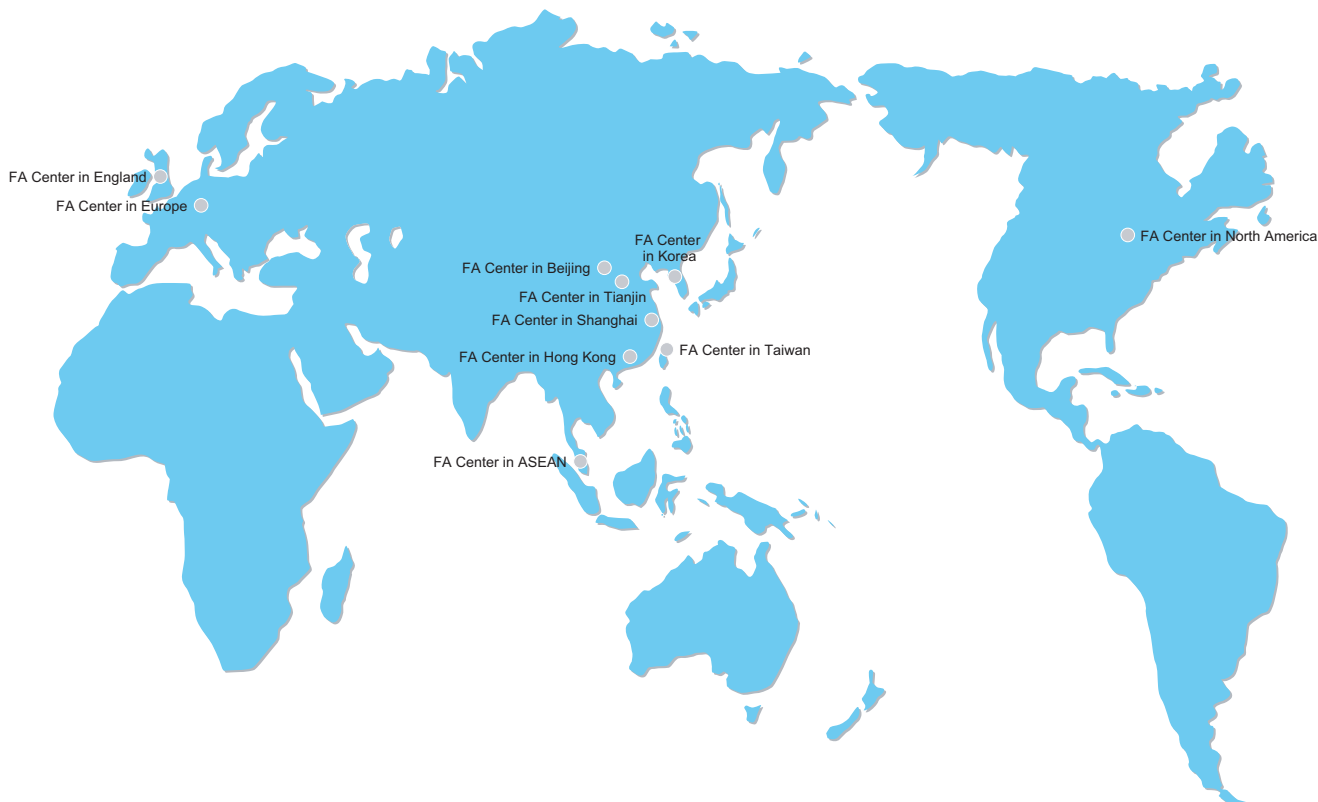 FA Center in England
FA Center in Europe
FA Center in North America
FA Center
in Korea
FA Center in Beijing
FA Center in Tianjin
FA Center in Shanghai
FA Center in Taiwan
FA Center in Hong Kong
FA Center in ASEAN